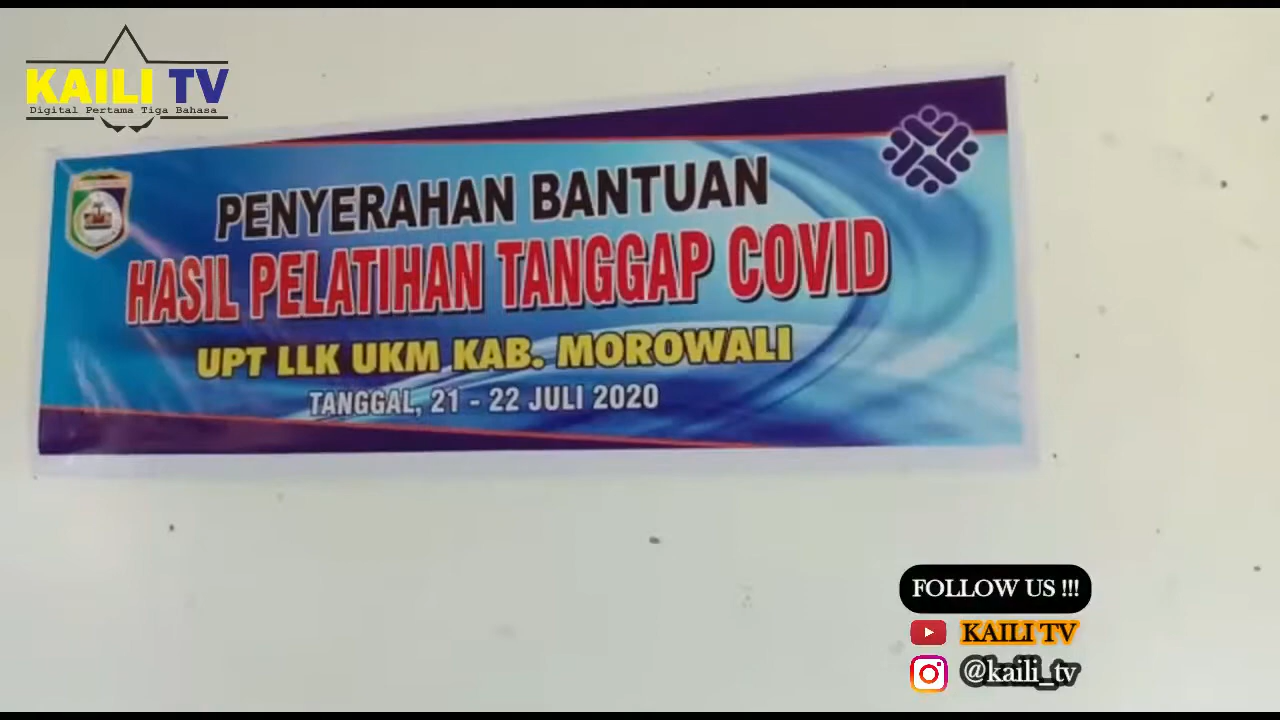 KAILI TV
Digital Pertama Tiga Bahasa
PENYERAHAN BANTUAN
HASIL PELATIHAN TANGGAP COVID
UPT LLK UKM KAB. MOROWALI
TANGGAL, 21 - 22 JULI 2020
FOLLOW US !!!
KAILI TV
@kaili_tv